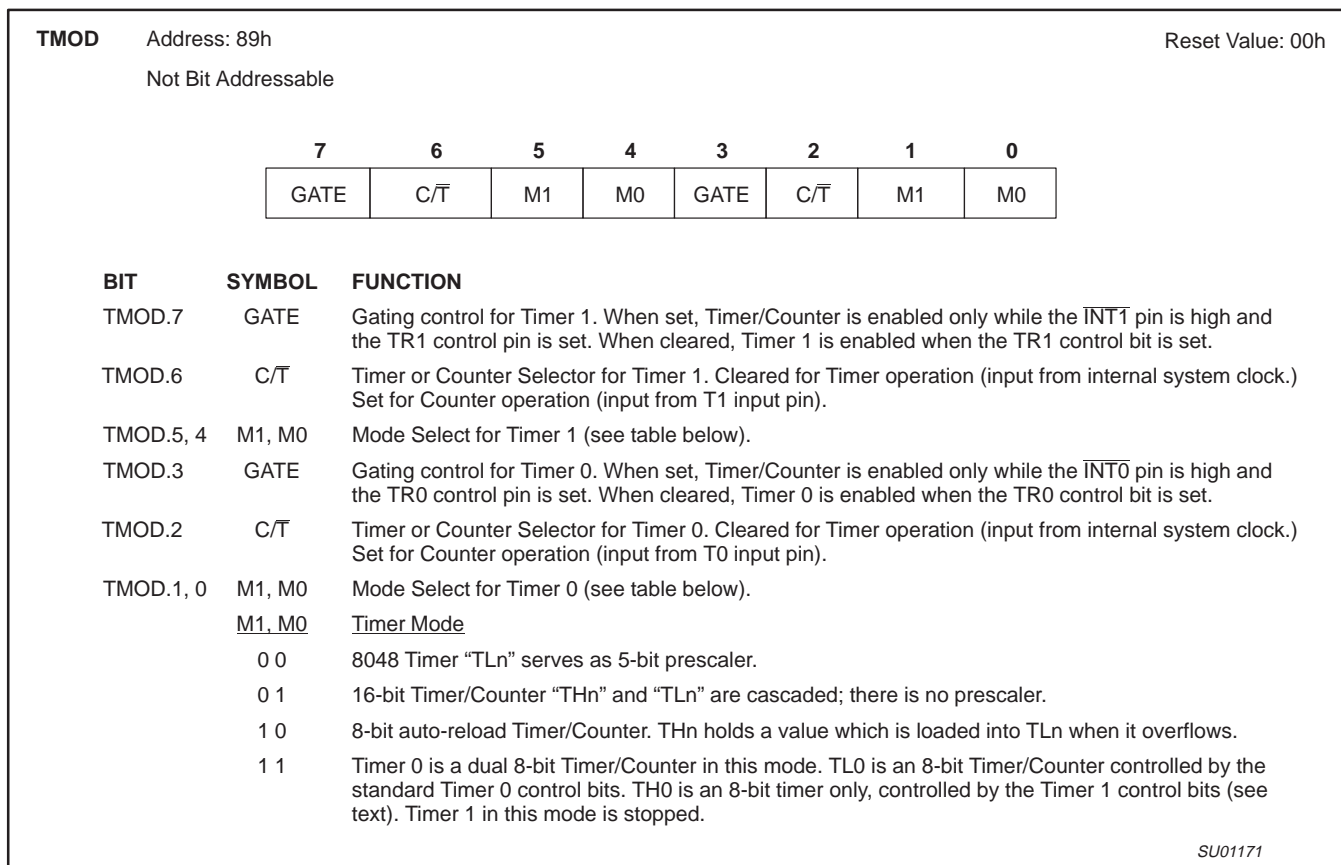 TMOD Address: 89h Reset Value: 00h
Not Bit Addressable
7 6 5 4 3 2 1 0
GATE C/T̅ M1 M0 GATE C/T̅ M1 M0
BIT SYMBOL FUNCTION
TMOD.7 GATE Gating control for Timer 1. When set, Timer/Counter is enabled only while the I̅N̅T̅1̅ pin is high and
the TR1 control pin is set. When cleared, Timer 1 is enabled when the TR1 control bit is set.
TMOD.6 C/T̅ Timer or Counter Selector for Timer 1. Cleared for Timer operation (input from internal system clock.)
Set for Counter operation (input from T1 input pin).
TMOD.5, 4 M1, M0 Mode Select for Timer 1 (see table below).
TMOD.3 GATE Gating control for Timer 0. When set, Timer/Counter is enabled only while the I̅N̅T̅0̅ pin is high and
the TR0 control pin is set. When cleared, Timer 0 is enabled when the TR0 control bit is set.
TMOD.2 C/T̅ Timer or Counter Selector for Timer 0. Cleared for Timer operation (input from internal system clock.)
Set for Counter operation (input from T0 input pin).
TMOD.1, 0 M1, M0 Mode Select for Timer 0 (see table below).
M1, M0 Timer Mode
0 0 8048 Timer “TLn” serves as 5-bit prescaler.
0 1 16-bit Timer/Counter “THn” and “TLn” are cascaded; there is no prescaler.
1 0 8-bit auto-reload Timer/Counter. THn holds a value which is loaded into TLn when it overflows.
1 1 Timer 0 is a dual 8-bit Timer/Counter in this mode. TL0 is an 8-bit Timer/Counter controlled by the
standard Timer 0 control bits. TH0 is an 8-bit timer only, controlled by the Timer 1 control bits (see
text). Timer 1 in this mode is stopped.
SU01171